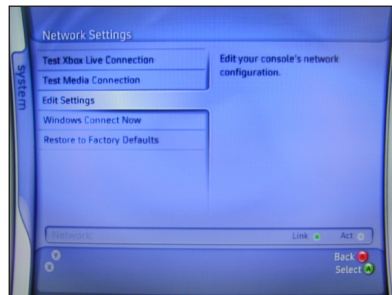 Network Settings
system
Test Xbox Live Connection
Edit your console's network
configuration.
Test Media Connection
Edit Settings
Windows Connect Now
Restore to Factory Defaults
Network:
Link
Act
Y
X
Back B
Select A